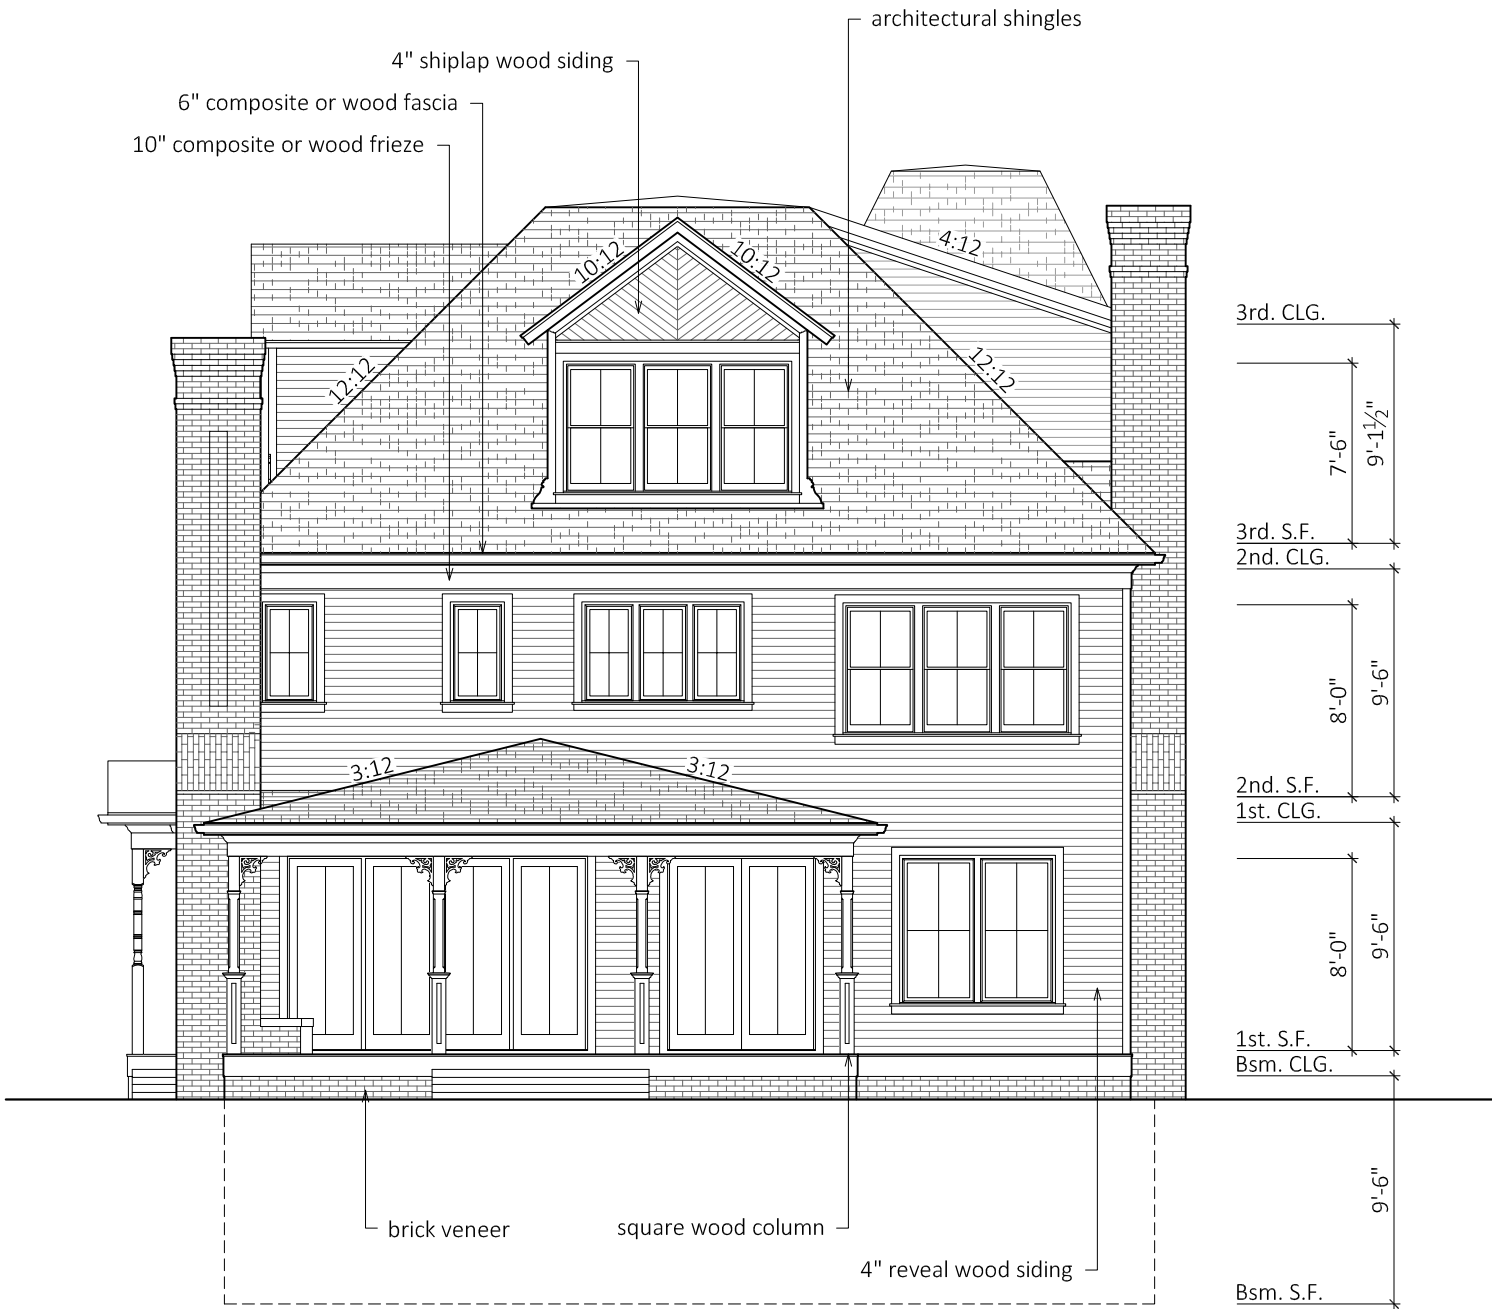 architectural shingles
4" shiplap wood siding
6" composite or wood fascia
10" composite or wood frieze
4:12
10:12
10:12
12:12
12:12
3rd. CLG.
7'-6"
9'-1½"
3rd. S.F.
2nd. CLG.
8'-0"
9'-6"
3:12
3:12
2nd. S.F.
1st. CLG.
8'-0"
9'-6"
1st. S.F.
Bsm. CLG.
9'-6"
brick veneer
square wood column
4" reveal wood siding
Bsm. S.F.